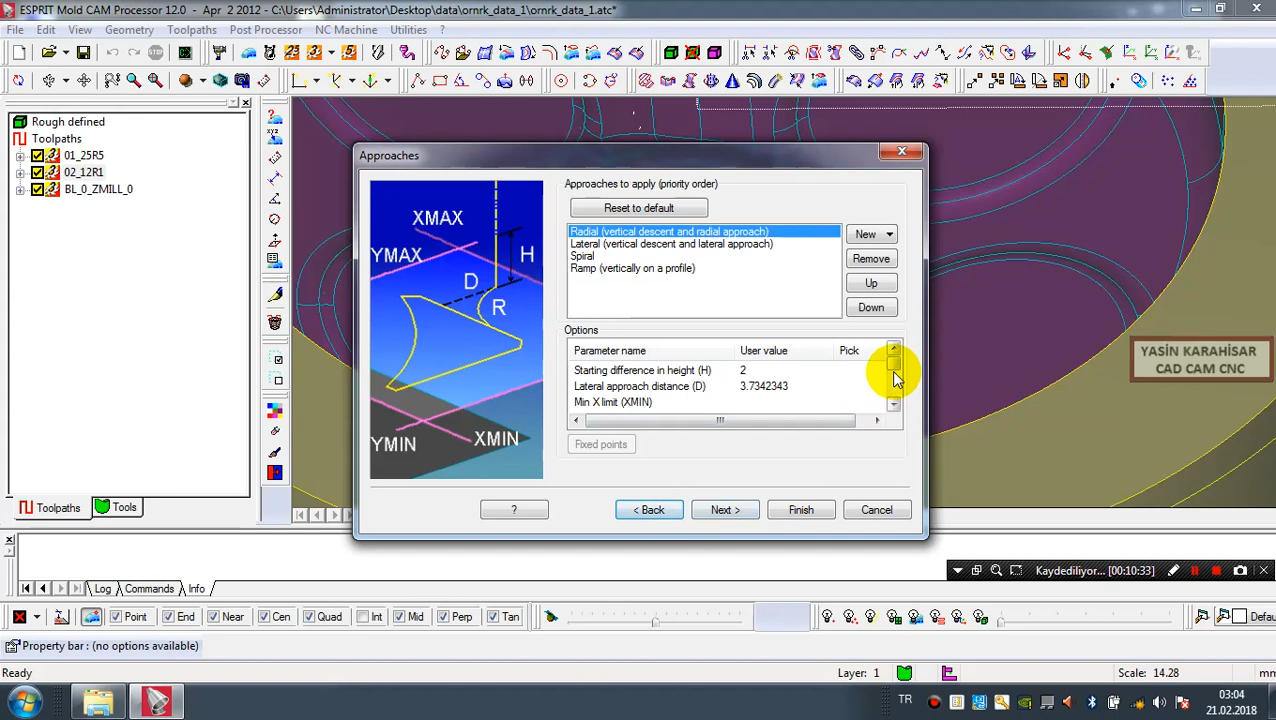 ESPRIT Mold CAM Processor 12.0 - Apr 2 2012 - C:\Users\Administrator\Desktop\data\ornrk_data_1\ornrk_data_1.atc*
File Edit View Geometry Toolpaths Post Processor NC Machine Utilities ?
Rough defined
Toolpaths
01_25R5
02_12R1
BL_0_ZMILL_0
Toolpaths Tools
Approaches
XMAX
YMAX
H
D
R
YMIN
XMIN
Approaches to apply (priority order)
Reset to default
Radial (vertical descent and radial approach)
Lateral (vertical descent and lateral approach)
Spiral
Ramp (vertically on a profile)
New
Remove
Up
Down
Options
Parameter name User value Pick
Starting difference in height (H) 2
Lateral approach distance (D) 3.7342343
Min X limit (XMIN)
Fixed points
? < Back Next > Finish Cancel
YASİN KARAHİSAR
CAD CAM CNC
Kaydediliyor... [00:10:33]
Log Commands Info
Point End Near Cen Quad Int Mid Perp Tan
Defau
Property bar : (no options available)
Ready Layer: 1 Scale: 14.28 mm
TR
03:04
21.02.2018